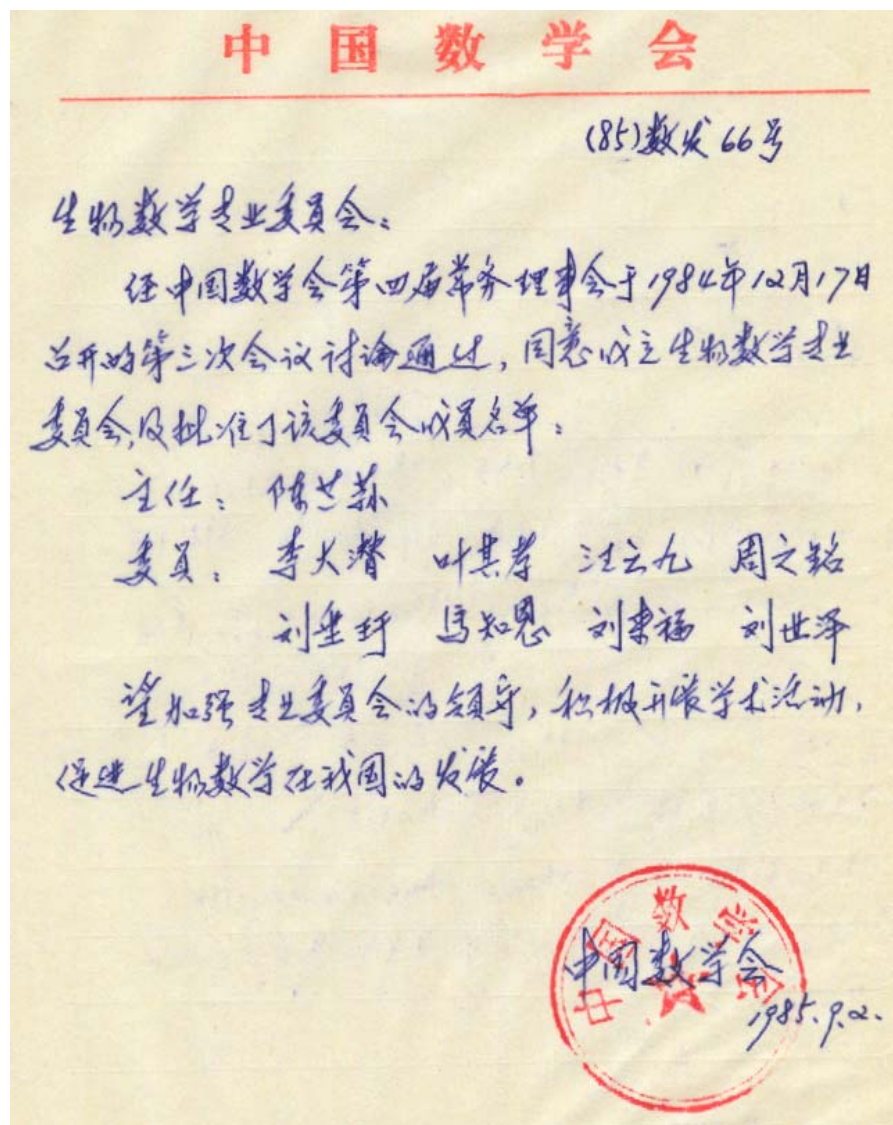 中国数学会
(85)数发66号
生物数学专业委员会:
经中国数学会第四届常务理事会于1984年12月17日
召开的第三次会议讨论通过,同意成立生物数学专业
委员会,及批准了该委员会成员名单:
主任: 陈兰荪
委员: 李大潜 叶其孝 汪云九 周之铭
刘垂玗 马知恩 刘来福 刘世泽
望加强专业委员会的领导,积极开展学术活动,
促进生物数学在我国的发展。
中国数学会
中国数学会
1985.9.2.